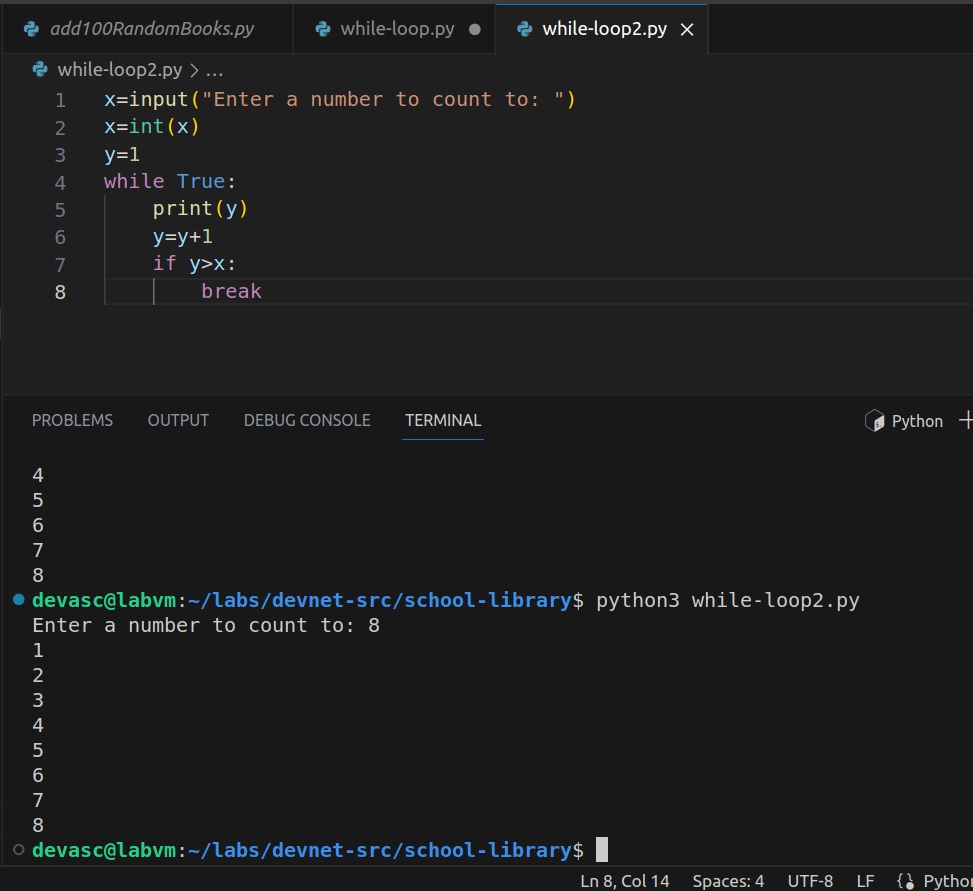 add100RandomBooks.py while-loop.py while-loop2.py
while-loop2.py > ...
1 x=input("Enter a number to count to: ")
2 x=int(x)
3 y=1
4 while True:
5     print(y)
6     y=y+1
7     if y>x:
8         break
PROBLEMS OUTPUT DEBUG CONSOLE TERMINAL Python
4
5
6
7
8
devasc@labvm:~/labs/devnet-src/school-library$ python3 while-loop2.py
Enter a number to count to: 8
1
2
3
4
5
6
7
8
devasc@labvm:~/labs/devnet-src/school-library$
Ln 8, Col 14 Spaces: 4 UTF-8 LF {} Python